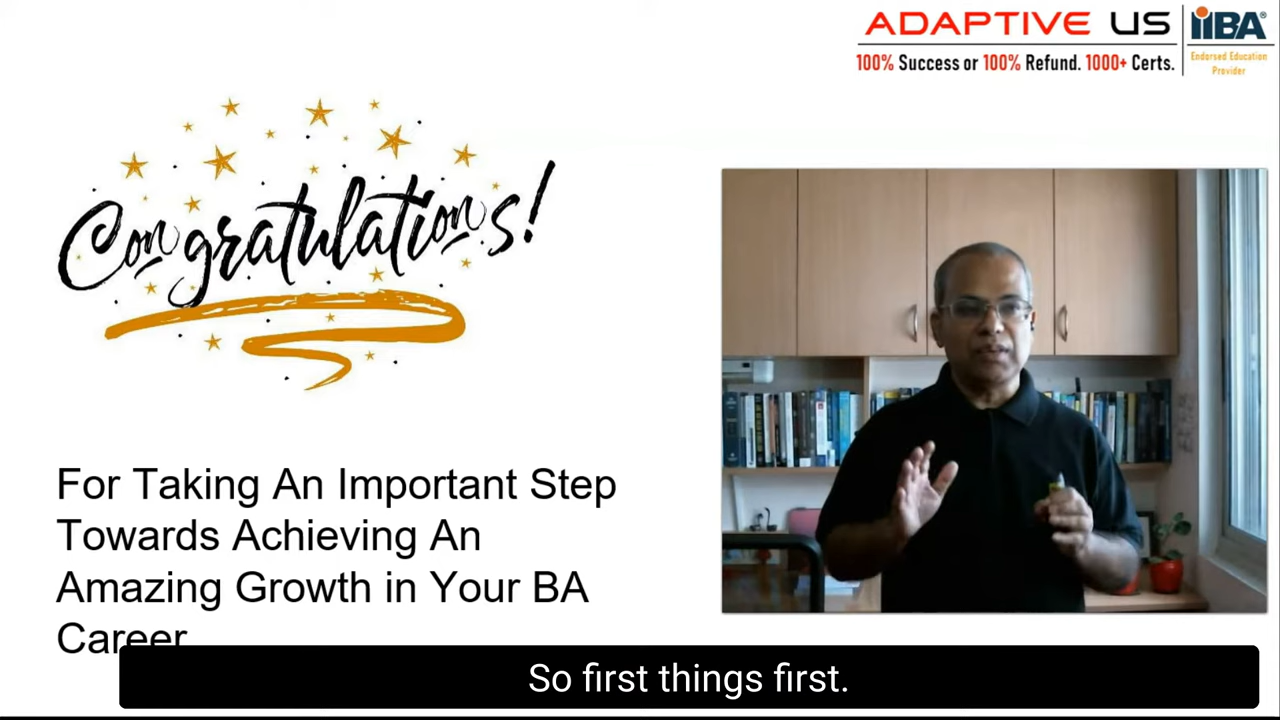 ADAPTIVE US
100% Success or 100% Refund. 1000+ Certs.
iiBA®
Endorsed Education
Provider
Congratulations!
For Taking An Important Step
Towards Achieving An
Amazing Growth in Your BA
Career
So first things first.